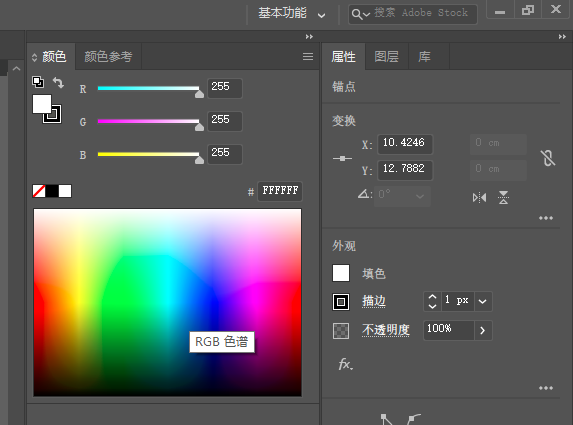 基本功能
搜索 Adobe Stock
颜色 颜色参考
R 255
G 255
B 255
# FFFFFF
RGB 色谱
属性 图层 库
锚点
变换
X: 10.4246 0 cm
Y: 12.7882 0 cm
0°
外观
填色
描边 1 px
不透明度 100%
fx.